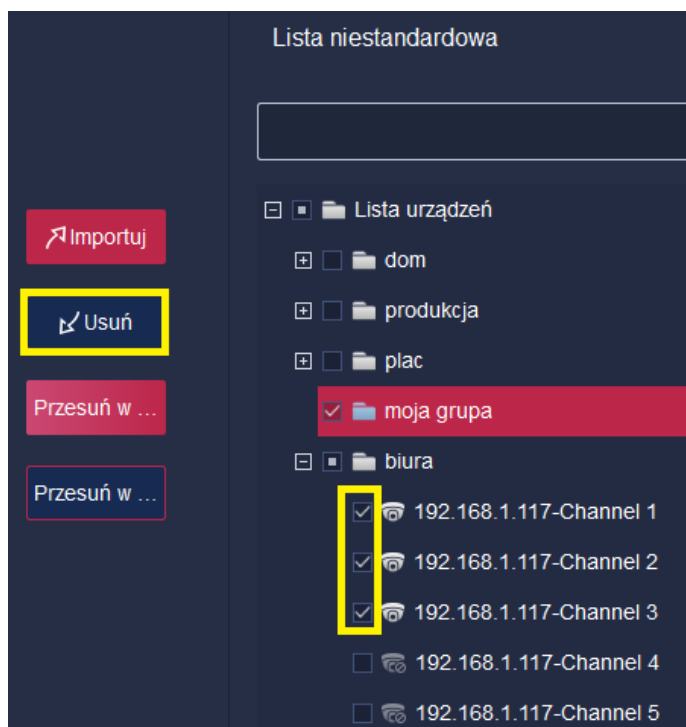 Lista niestandardowa
Importuj
Usuń
Przesuń w ...
Przesuń w ...
Lista urządzeń
dom
produkcja
plac
moja grupa
biura
192.168.1.117-Channel 1
192.168.1.117-Channel 2
192.168.1.117-Channel 3
192.168.1.117-Channel 4
192.168.1.117-Channel 5